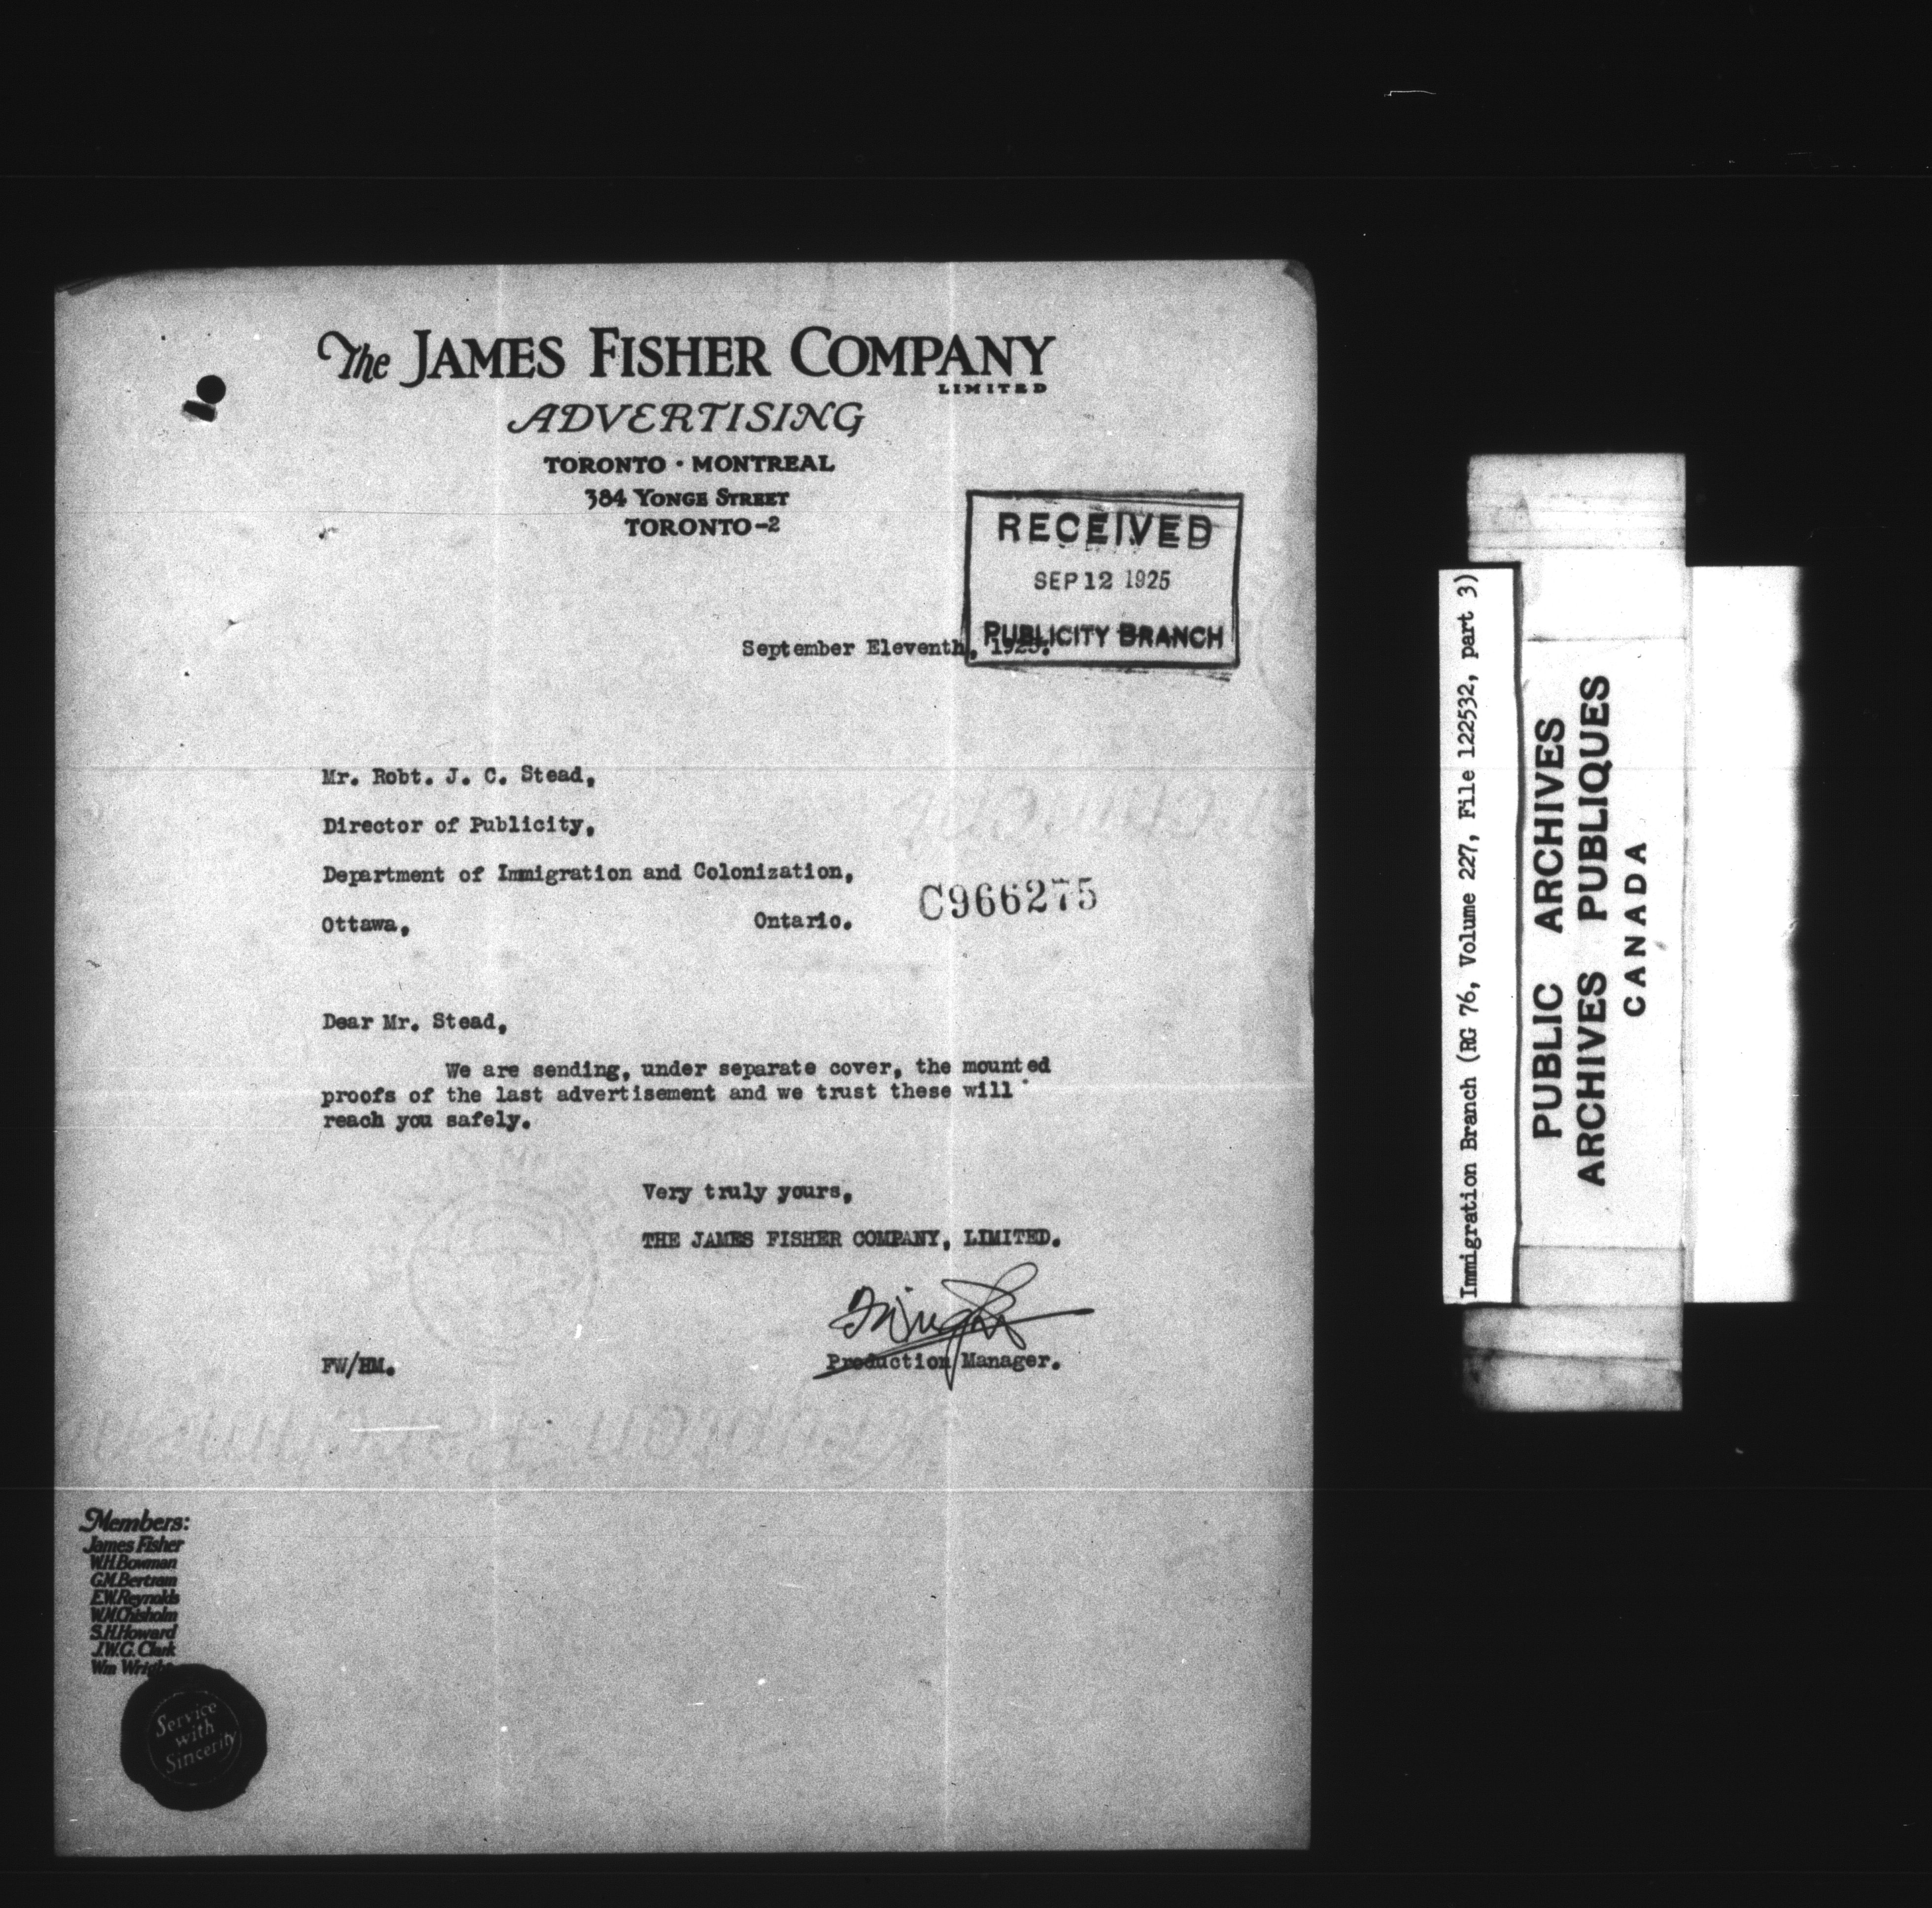 The JAMES FISHER COMPANY
LIMITED
ADVERTISING
TORONTO · MONTREAL
384 YONGE STREET
TORONTO-2
RECEIVED
SEP 12 1925
PUBLICITY BRANCH
September Eleventh, 1925.
Mr. Robt. J. C. Stead,
Director of Publicity,
Department of Immigration and Colonization,
Ottawa, Ontario.
C966275
Dear Mr. Stead,
We are sending, under separate cover, the mounted
proofs of the last advertisement and we trust these will
reach you safely.
Very truly yours,
THE JAMES FISHER COMPANY, LIMITED.
Production Manager.
FW/HM.
Members:
James Fisher
W.H. Bowman
G.M. Bertram
E.W. Reynolds
W.M. Chisholm
S.H. Howard
J.W.G. Clark
Wm Wright
Service
with
Sincerity
Immigration Branch (RG 76, Volume 227, File 122532, part 3)
PUBLIC ARCHIVES
ARCHIVES PUBLIQUES
CANADA